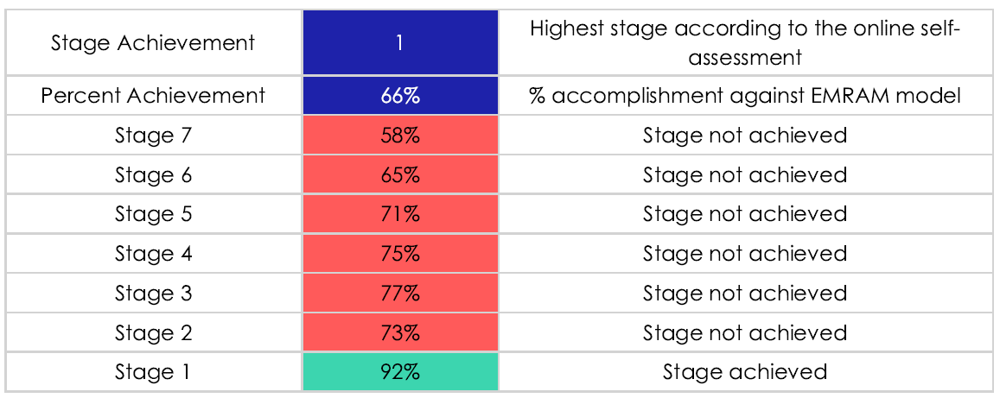 Stage Achievement 1 Highest stage according to the online self-
assessment
Percent Achievement 66% % accomplishment against EMRAM model
Stage 7 58% Stage not achieved
Stage 6 65% Stage not achieved
Stage 5 71% Stage not achieved
Stage 4 75% Stage not achieved
Stage 3 77% Stage not achieved
Stage 2 73% Stage not achieved
Stage 1 92% Stage achieved